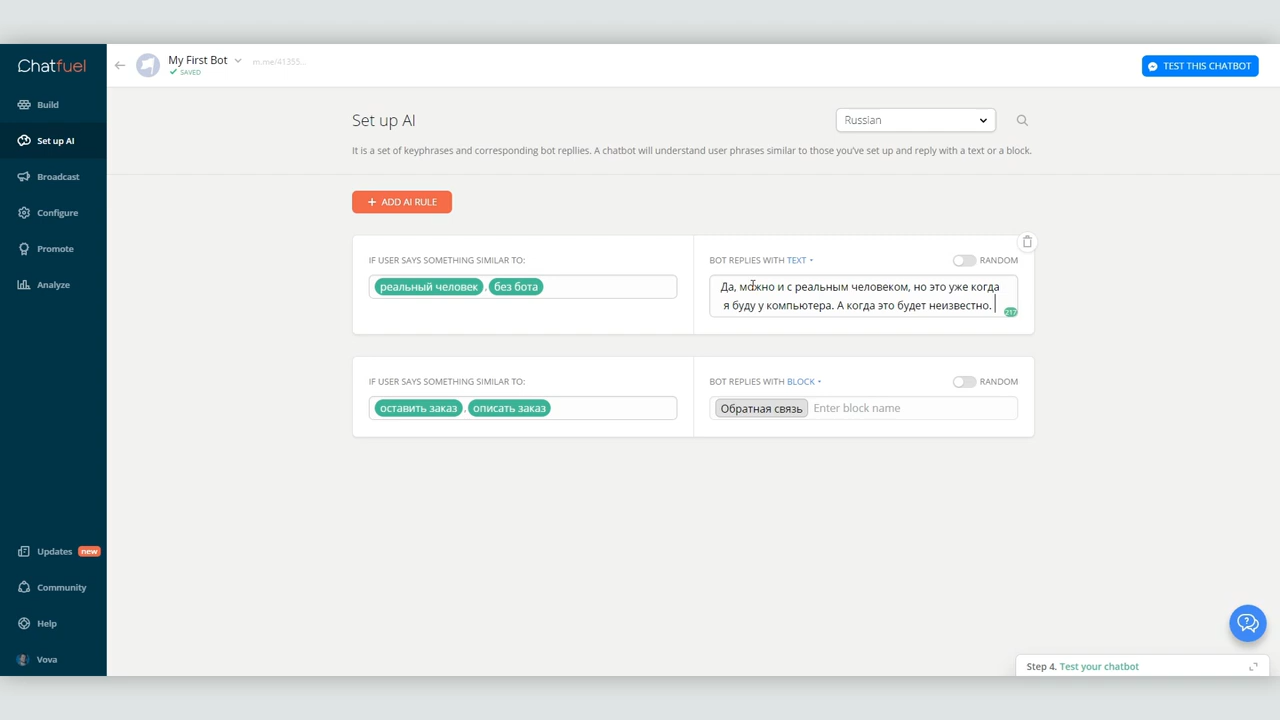 Chatfuel
My First Bot
m.me/41355...
SAVED
TEST THIS CHATBOT
Build
Set up AI
Broadcast
Configure
Promote
Analyze
Updates new
Community
Help
Vova
Set up AI
Russian
It is a set of keyphrases and corresponding bot repllies. A chatbot will understand user phrases similar to those you've set up and reply with a text or a block.
+ ADD AI RULE
IF USER SAYS SOMETHING SIMILAR TO:
реальный человек , без бота
BOT REPLIES WITH TEXT
RANDOM
Да, можно и с реальным человеком, но это уже когда
я буду у компьютера. А когда это будет неизвестно.
217
IF USER SAYS SOMETHING SIMILAR TO:
оставить заказ , описать заказ
BOT REPLIES WITH BLOCK
RANDOM
Обратная связь Enter block name
Step 4. Test your chatbot